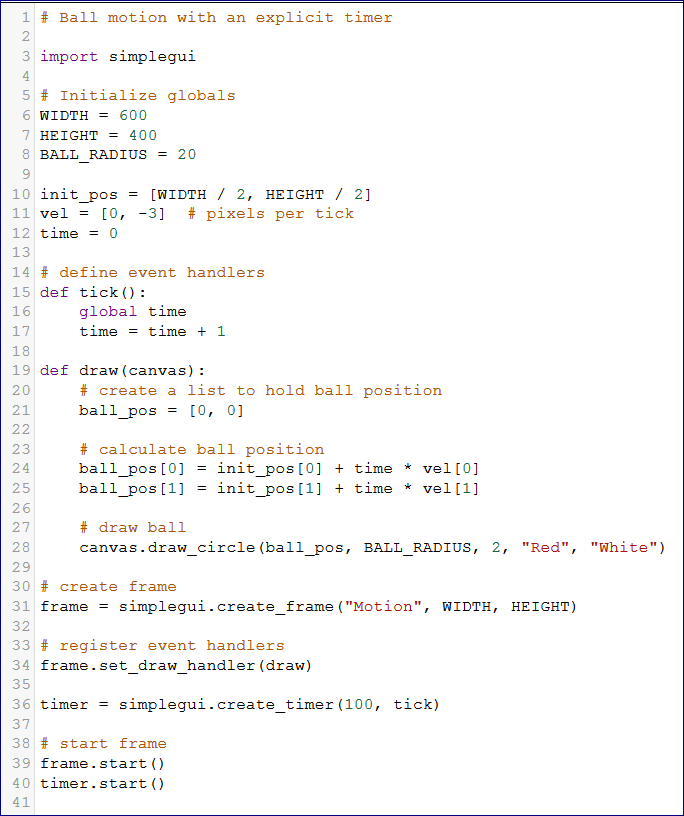 1 # Ball motion with an explicit timer
2
3 import simplegui
4
5 # Initialize globals
6 WIDTH = 600
7 HEIGHT = 400
8 BALL_RADIUS = 20
9
10 init_pos = [WIDTH / 2, HEIGHT / 2]
11 vel = [0, -3]  # pixels per tick
12 time = 0
13
14 # define event handlers
15 def tick():
16     global time
17     time = time + 1
18
19 def draw(canvas):
20     # create a list to hold ball position
21     ball_pos = [0, 0]
22
23     # calculate ball position
24     ball_pos[0] = init_pos[0] + time * vel[0]
25     ball_pos[1] = init_pos[1] + time * vel[1]
26
27     # draw ball
28     canvas.draw_circle(ball_pos, BALL_RADIUS, 2, "Red", "White")
29
30 # create frame
31 frame = simplegui.create_frame("Motion", WIDTH, HEIGHT)
32
33 # register event handlers
34 frame.set_draw_handler(draw)
35
36 timer = simplegui.create_timer(100, tick)
37
38 # start frame
39 frame.start()
40 timer.start()
41